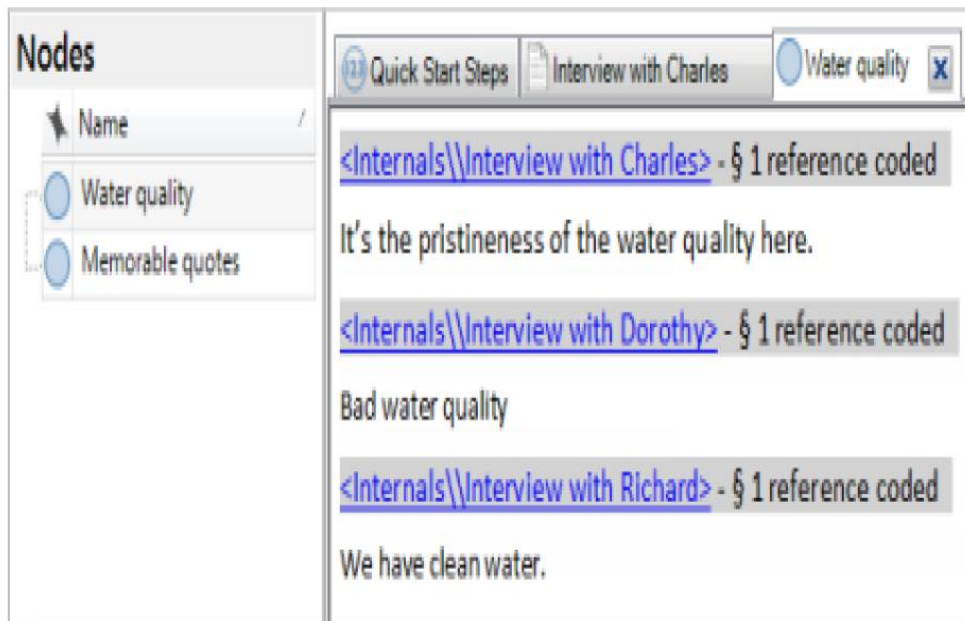 Nodes
Name
Water quality
Memorable quotes
123 Quick Start Steps Interview with Charles Water quality x
<Internals\\Interview with Charles> - § 1 reference coded
It's the pristineness of the water quality here.
<Internals\\Interview with Dorothy> - § 1 reference coded
Bad water quality
<Internals\\Interview with Richard> - § 1 reference coded
We have clean water.